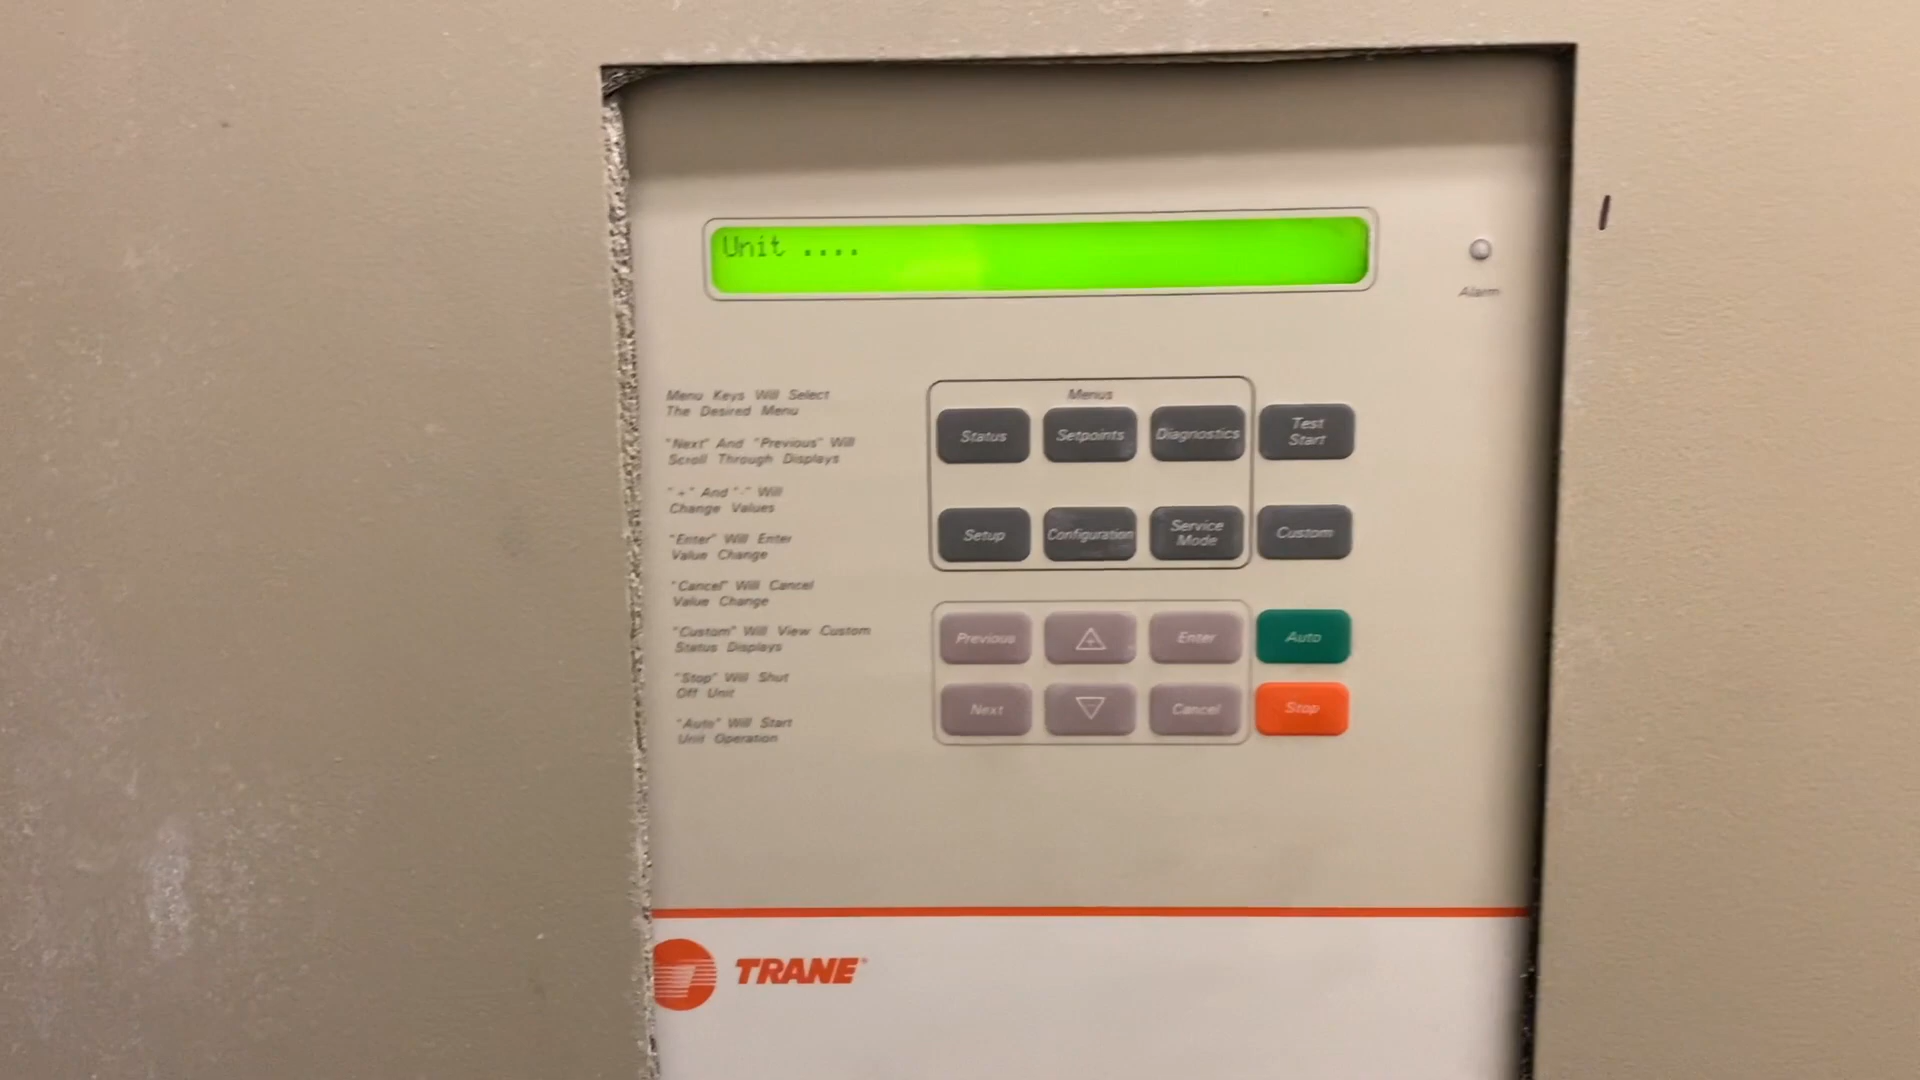 Unit ....
Alarm
Menu Keys Will Select
The Desired Menu
"Next" And "Previous" Will
Scroll Through Displays
"+" And "-" Will
Change Values
"Enter" Will Enter
Value Change
"Cancel" Will Cancel
Value Change
"Custom" Will View Custom
Status Displays
"Stop" Will Shut
Off Unit
"Auto" Will Start
Unit Operation
Menus
Status
Setpoints
Diagnostics
Test
Start
Setup
Configuration
Service
Mode
Custom
Previous
+
Enter
Auto
Next
-
Cancel
Stop
TRANE®